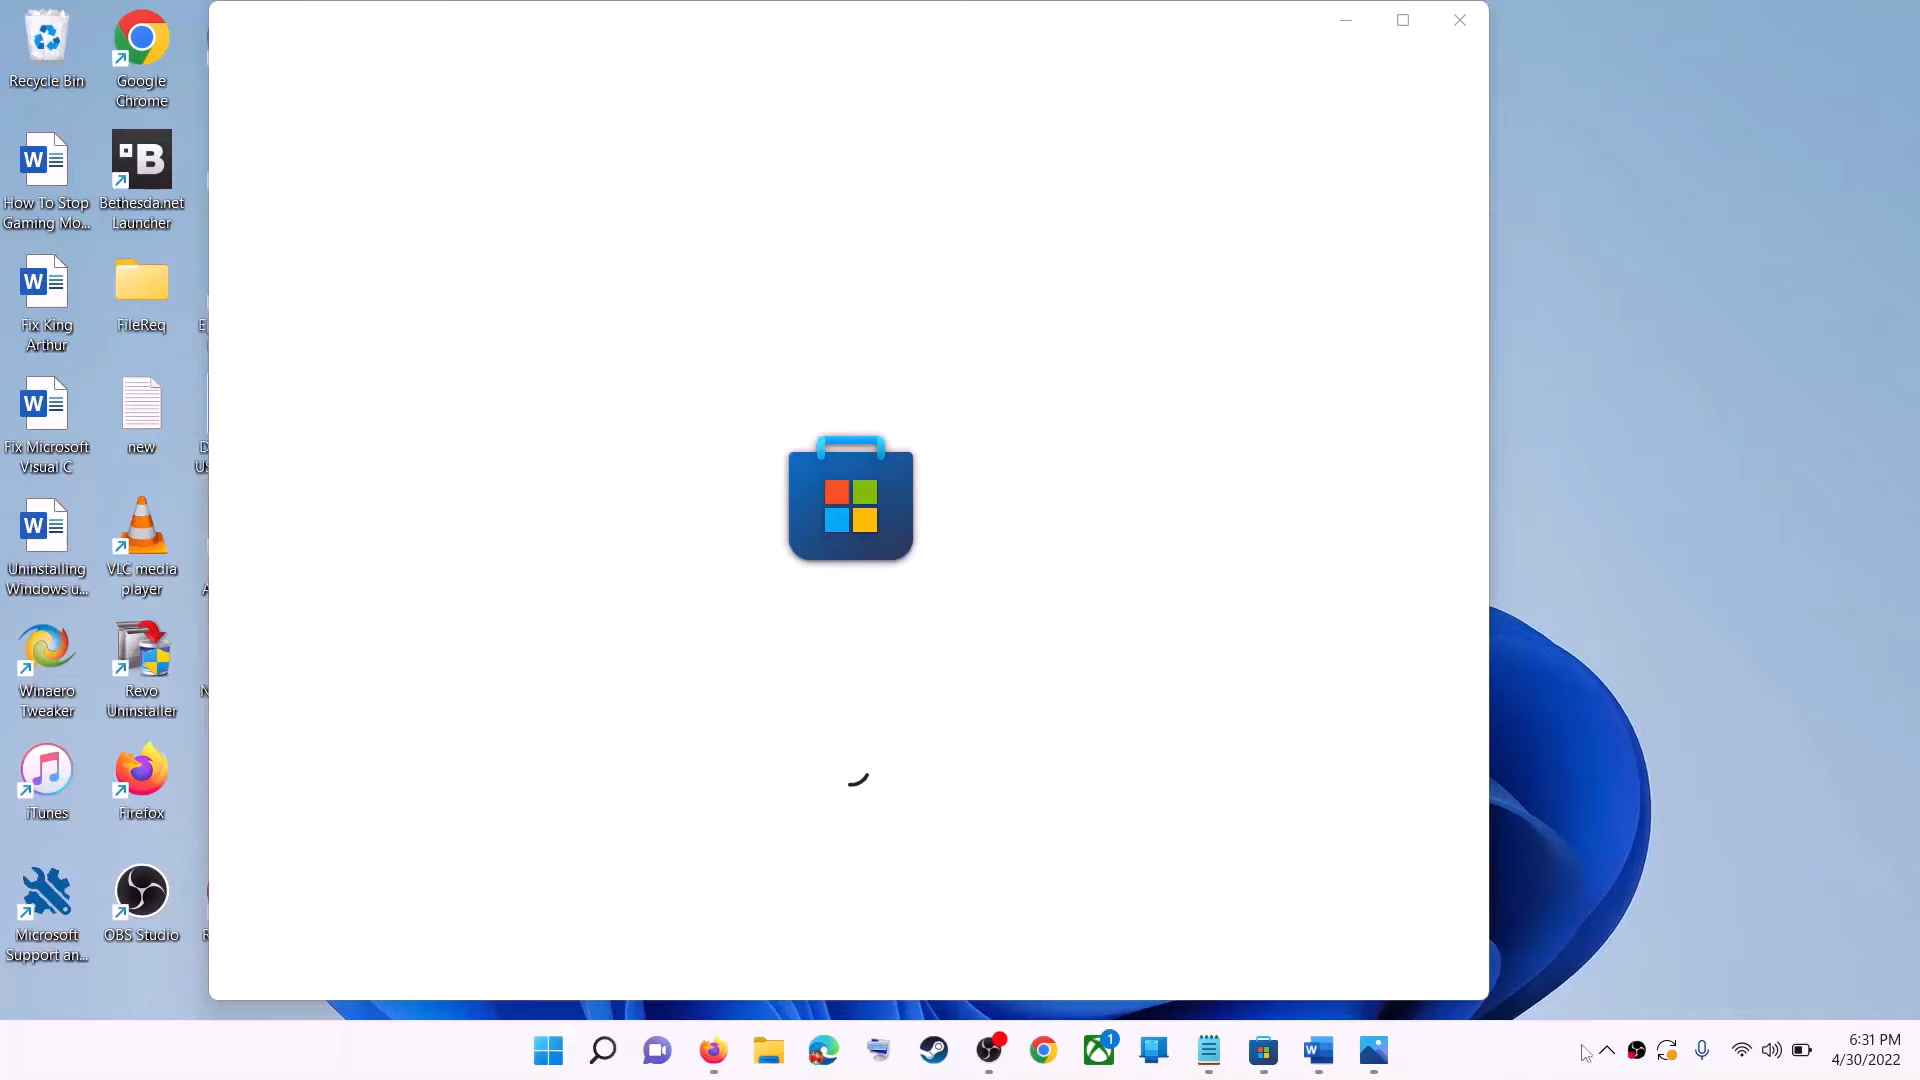 Recycle Bin
Google
Chrome
How To Stop
Gaming Mo...
Bethesda.net
Launcher
Fix King
Arthur
FileReq
Fix Microsoft
Visual C
new
Uninstalling
Windows u...
VLC media
player
Winaero
Tweaker
Revo
Uninstaller
iTunes
Firefox
Microsoft
Support an...
OBS Studio
1
6:31 PM
4/30/2022